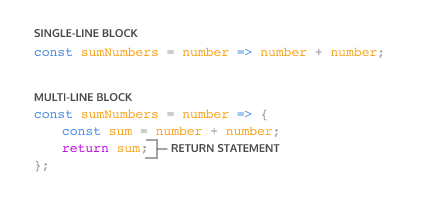 SINGLE-LINE BLOCK
const sumNumbers = number => number + number;
MULTI-LINE BLOCK
const sumNumbers = number => {
    const sum = number + number;
    return sum; RETURN STATEMENT
};